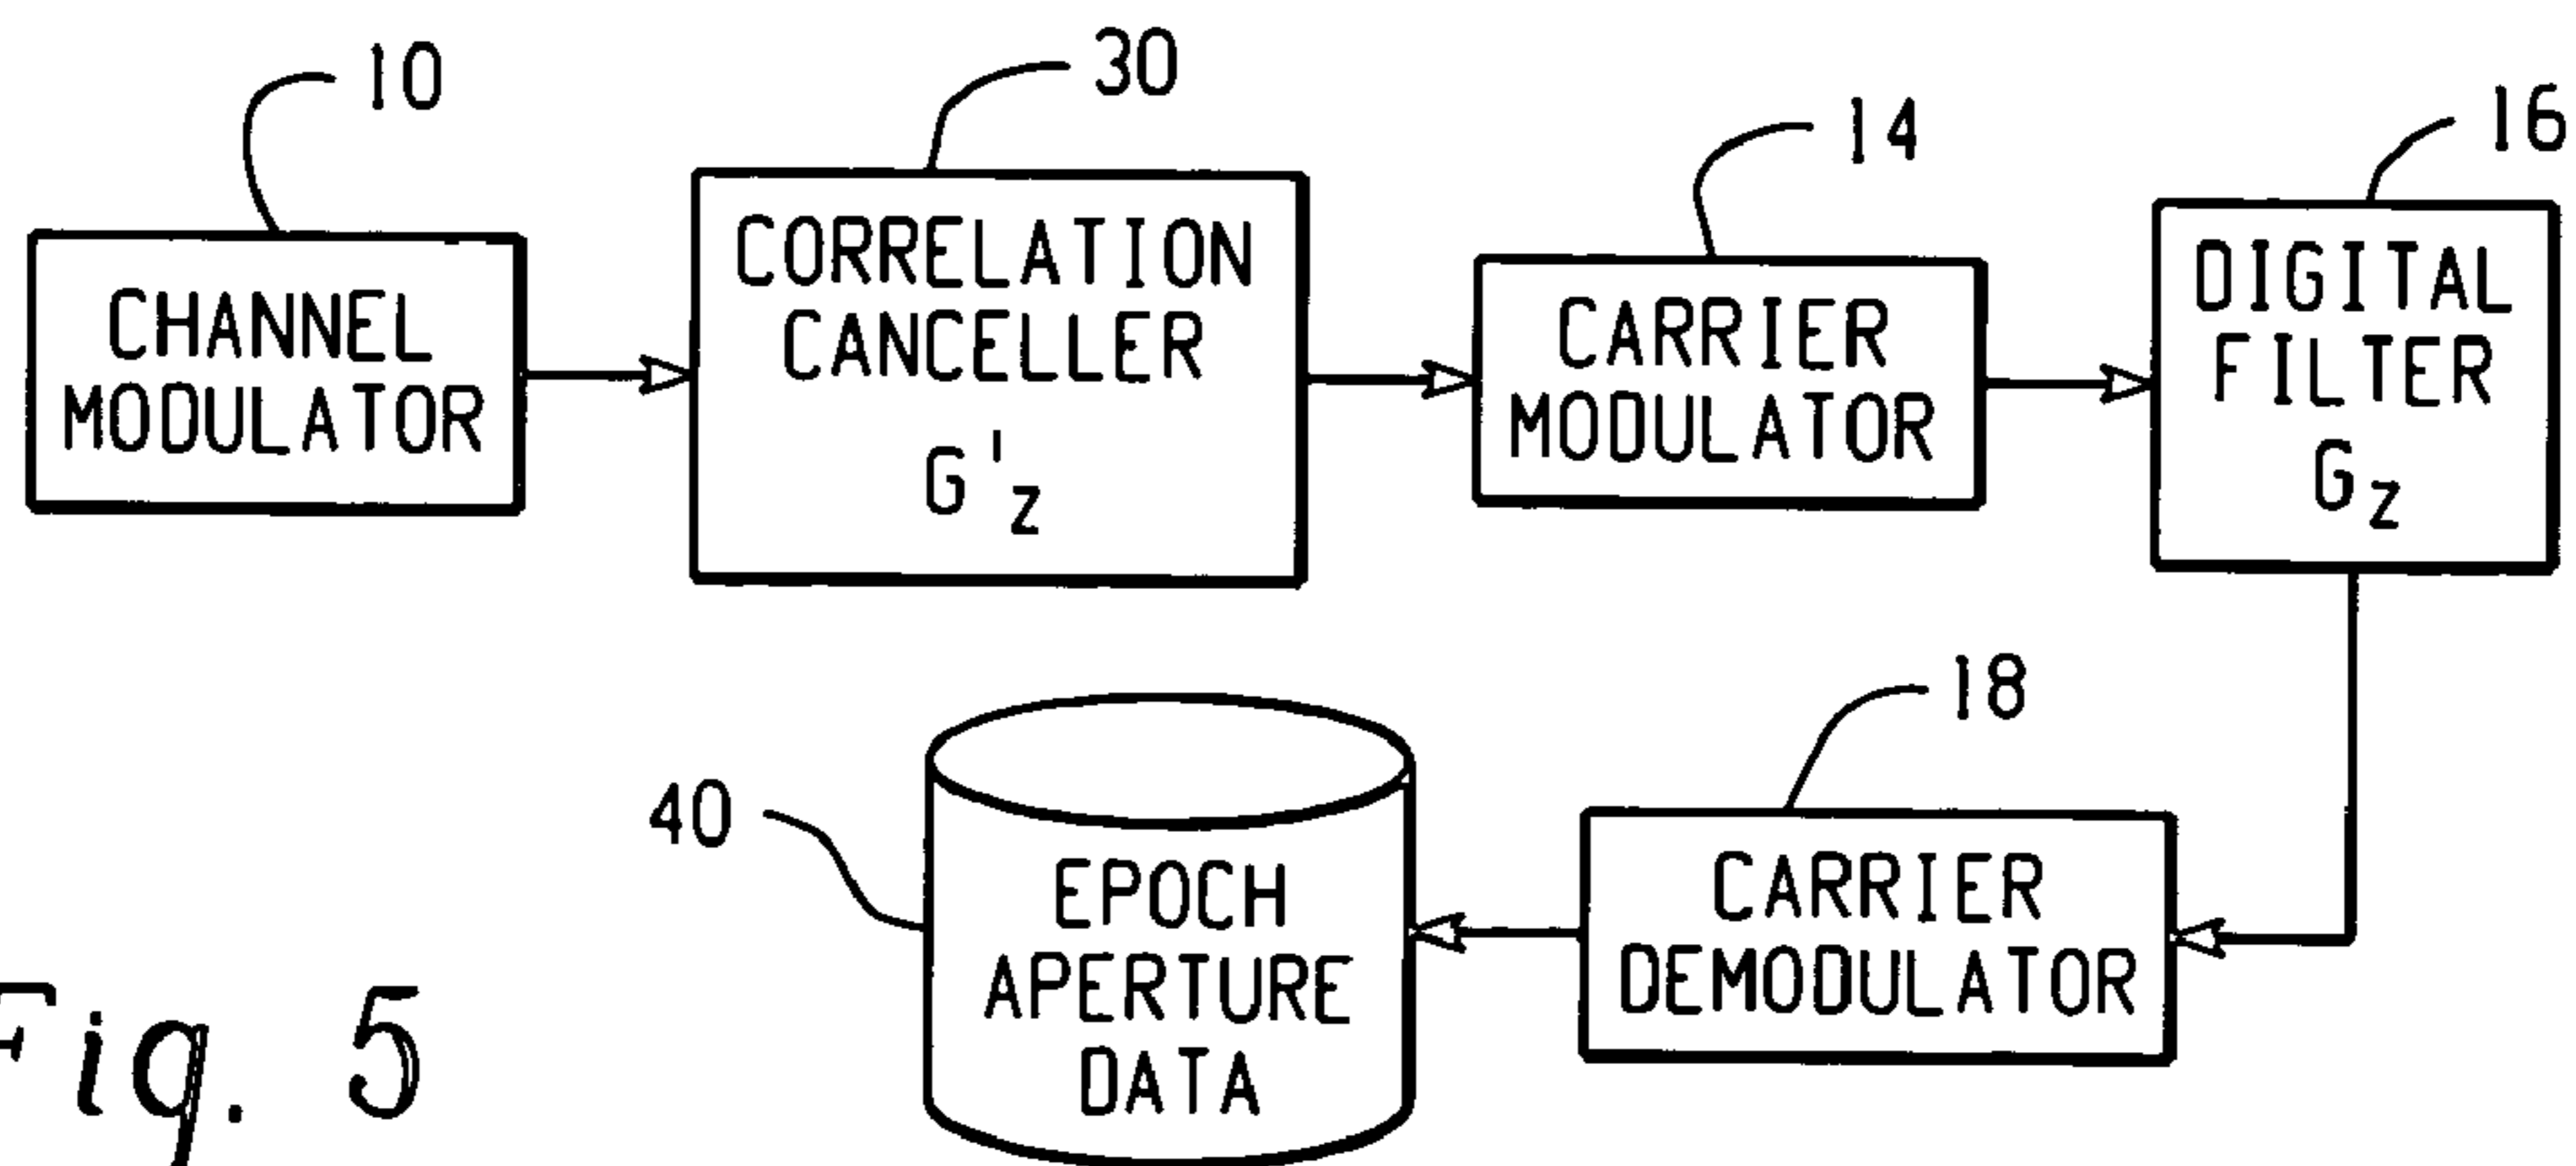 10
30
14
16
CHANNEL
MODULATOR
CORRELATION
CANCELLER
G'z
CARRIER
MODULATOR
DIGITAL
FILTER
Gz
18
40
EPOCH
APERTURE
DATA
CARRIER
DEMODULATOR
Fig. 5